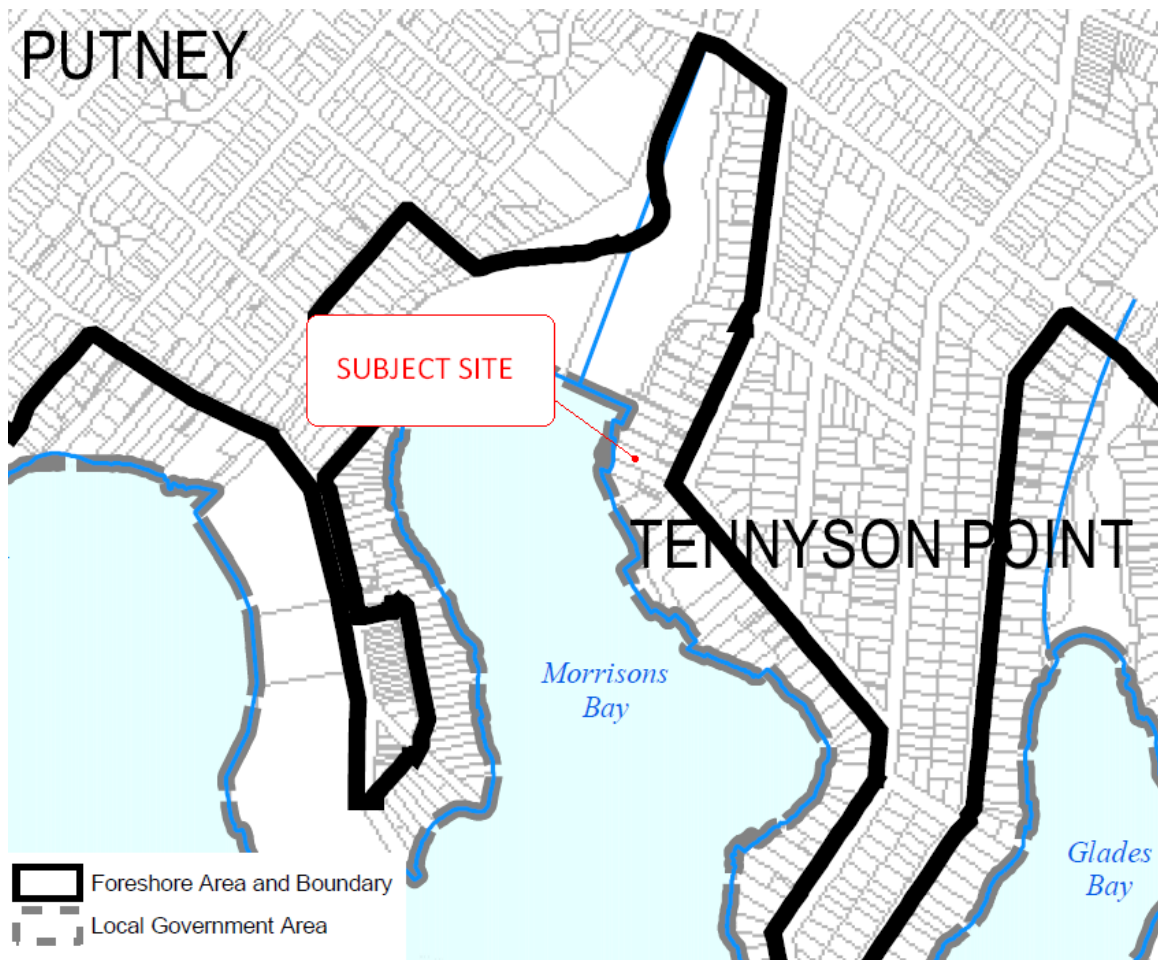 PUTNEY
SUBJECT SITE
TENNYSON POINT
Morrisons
Bay
Glades
Bay
Foreshore Area and Boundary
Local Government Area